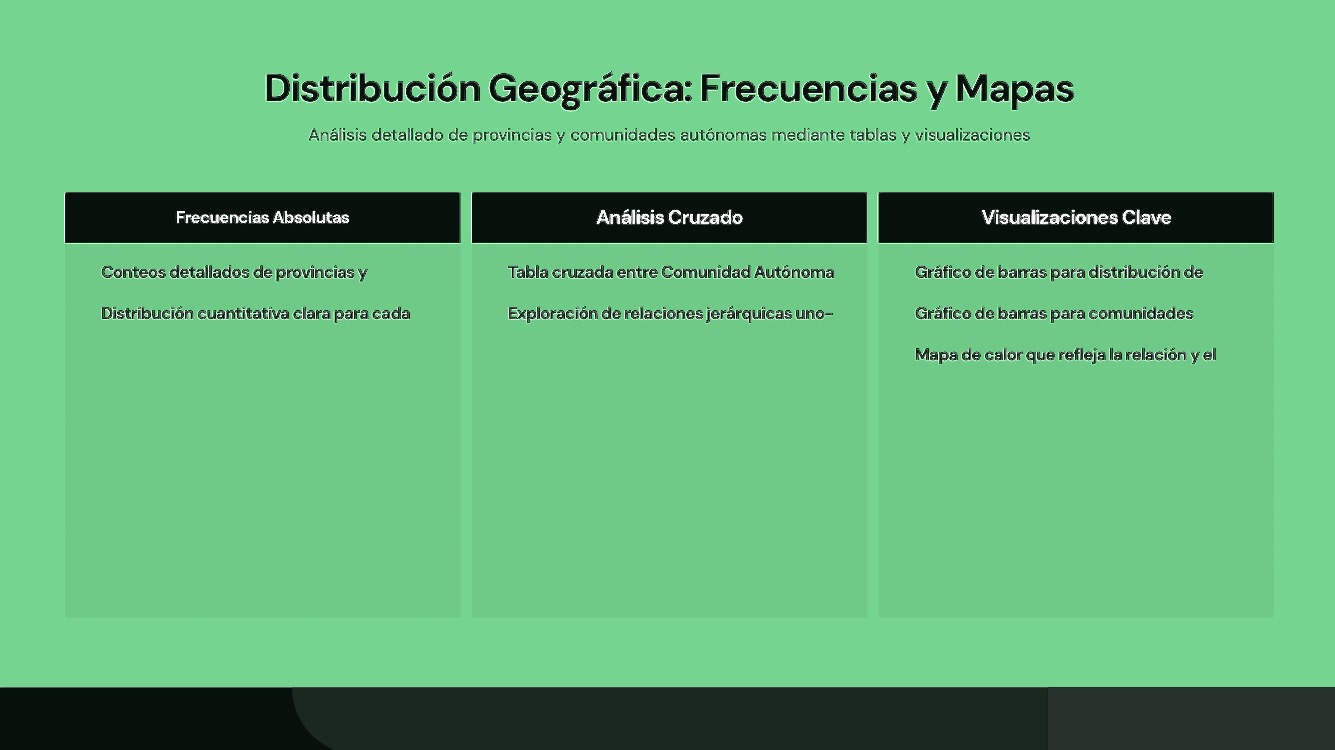 Distribución Geográfica: Frecuencias y Mapas
Análisis detallado de provincias y comunidades autónomas mediante tablas y visualizaciones
Frecuencias Absolutas
Conteos detallados de provincias y
Distribución cuantitativa clara para cada
Análisis Cruzado
Tabla cruzada entre Comunidad Autónoma
Exploración de relaciones jerárquicas uno-
Visualizaciones Clave
Gráfico de barras para distribución de
Gráfico de barras para comunidades
Mapa de calor que refleja la relación y el